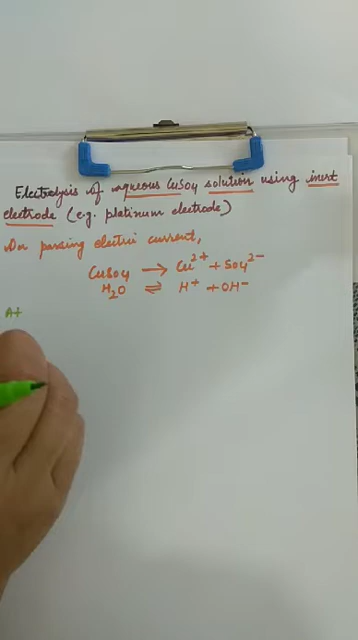 Electrolysis of aqueous CuSO4 solution using inert
electrode (e.g. platinum electrode)
On passing electric current,
CuSO4 → Cu²⁺ + SO4²⁻
H₂O ⇌ H⁺ + OH⁻
At